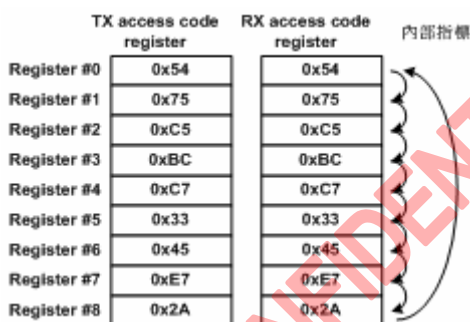 TX access code register
RX access code register
內部指標
Register #0 0x54 0x54
Register #1 0x75 0x75
Register #2 0xC5 0xC5
Register #3 0xBC 0xBC
Register #4 0xC7 0xC7
Register #5 0x33 0x33
Register #6 0x45 0x45
Register #7 0xE7 0xE7
Register #8 0x2A 0x2A